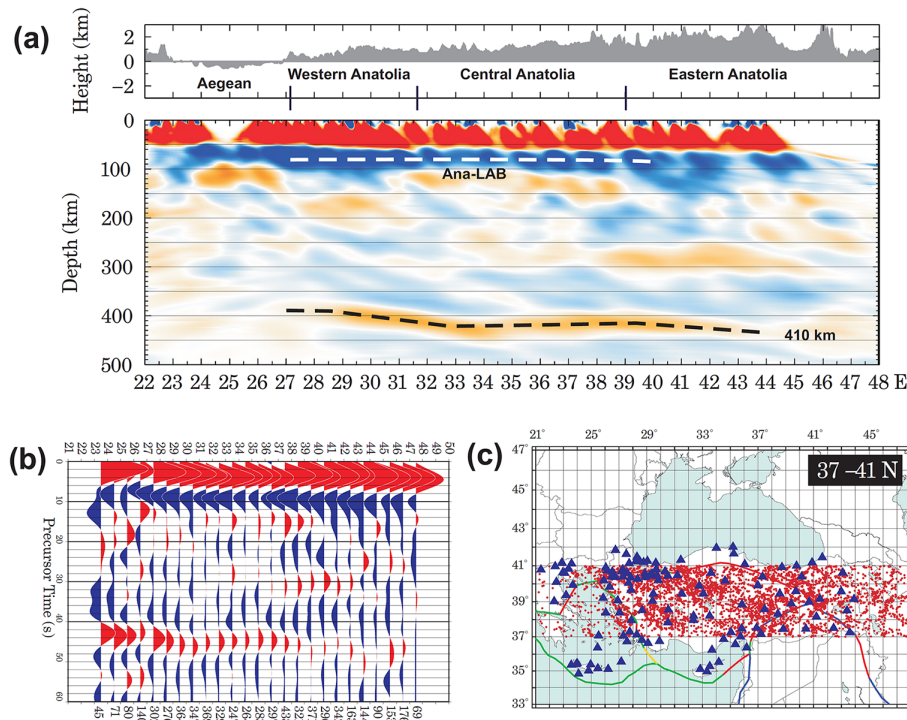 (a)
Height (km)
2
0
−2
Aegean
Western Anatolia
Central Anatolia
Eastern Anatolia
Depth (km)
0
100
200
300
400
500
Ana-LAB
410 km
22 23 24 25 26 27 28 29 30 31 32 33 34 35 36 37 38 39 40 41 42 43 44 45 46 47 48 E
(b)
21 22 23 24 25 26 27 28 29 30 31 32 33 34 35 36 37 38 39 40 41 42 43 44 45 46 47 48 49 50
Precursor Time (s)
0
10
20
30
40
50
60
45 71 80
90
69
(c)
21° 25° 29° 33° 37° 41° 45°
37 –41 N
47°
45°
43°
41°
39°
37°
35°
33°